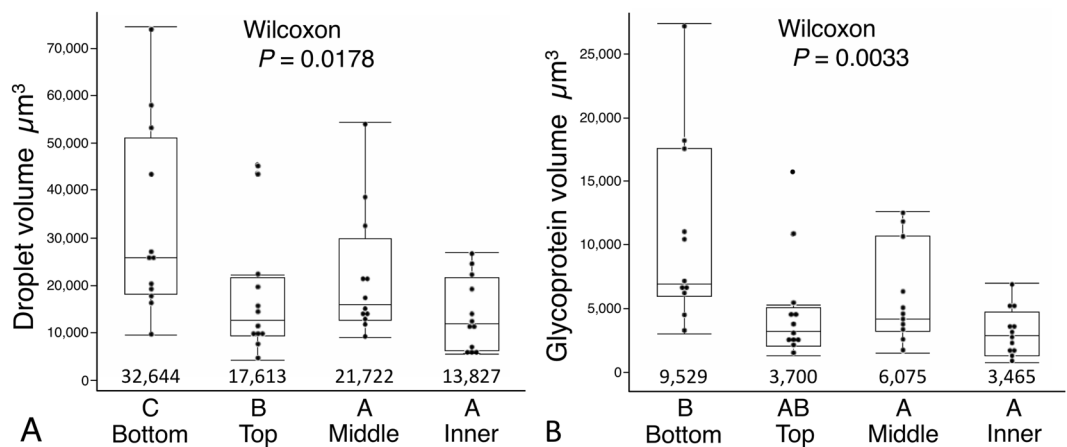 Wilcoxon
P = 0.0178
Droplet volume μm³
70,000
60,000
50,000
40,000
30,000
20,000
10,000
0
32,644 17,613 21,722 13,827
C B A A
Bottom Top Middle Inner
A
Wilcoxon
P = 0.0033
Glycoprotein volume μm³
25,000
20,000
15,000
10,000
5,000
0
9,529 3,700 6,075 3,465
B AB A A
Bottom Top Middle Inner
B